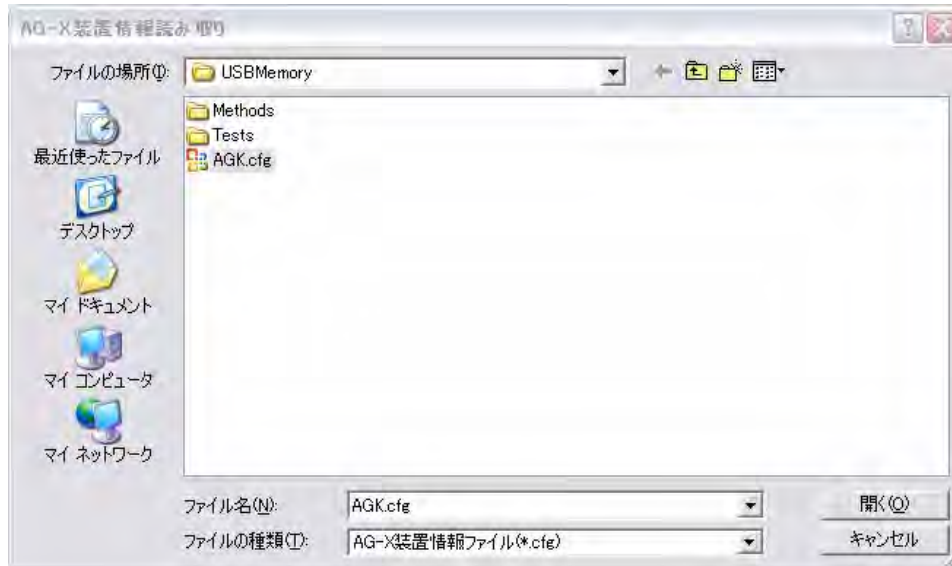 AG-X装置情報読み取り
ファイルの場所(I):
USBMemory
Methods
Tests
AGK.cfg
最近使ったファイル
デスクトップ
マイ ドキュメント
マイ コンピュータ
マイ ネットワーク
ファイル名(N):
AGK.cfg
開く(O)
ファイルの種類(T):
AG-X装置情報ファイル(*.cfg)
キャンセル